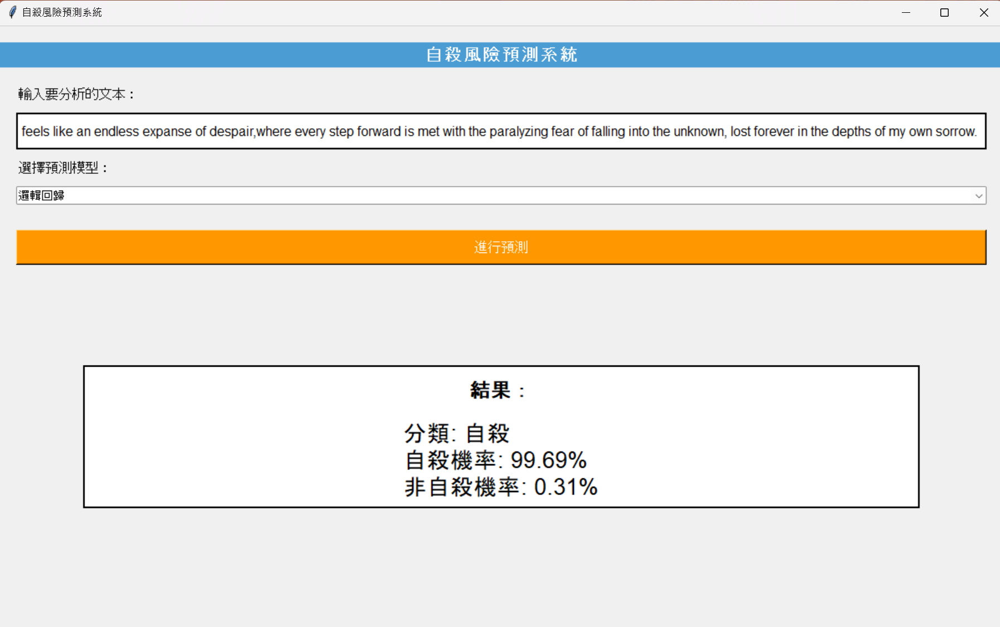 自殺風險預測系統
自殺風險預測系統
輸入要分析的文本：
feels like an endless expanse of despair,where every step forward is met with the paralyzing fear of falling into the unknown, lost forever in the depths of my own sorrow.
選擇預測模型：
邏輯回歸
進行預測
結果：
分類: 自殺
自殺機率: 99.69%
非自殺機率: 0.31%